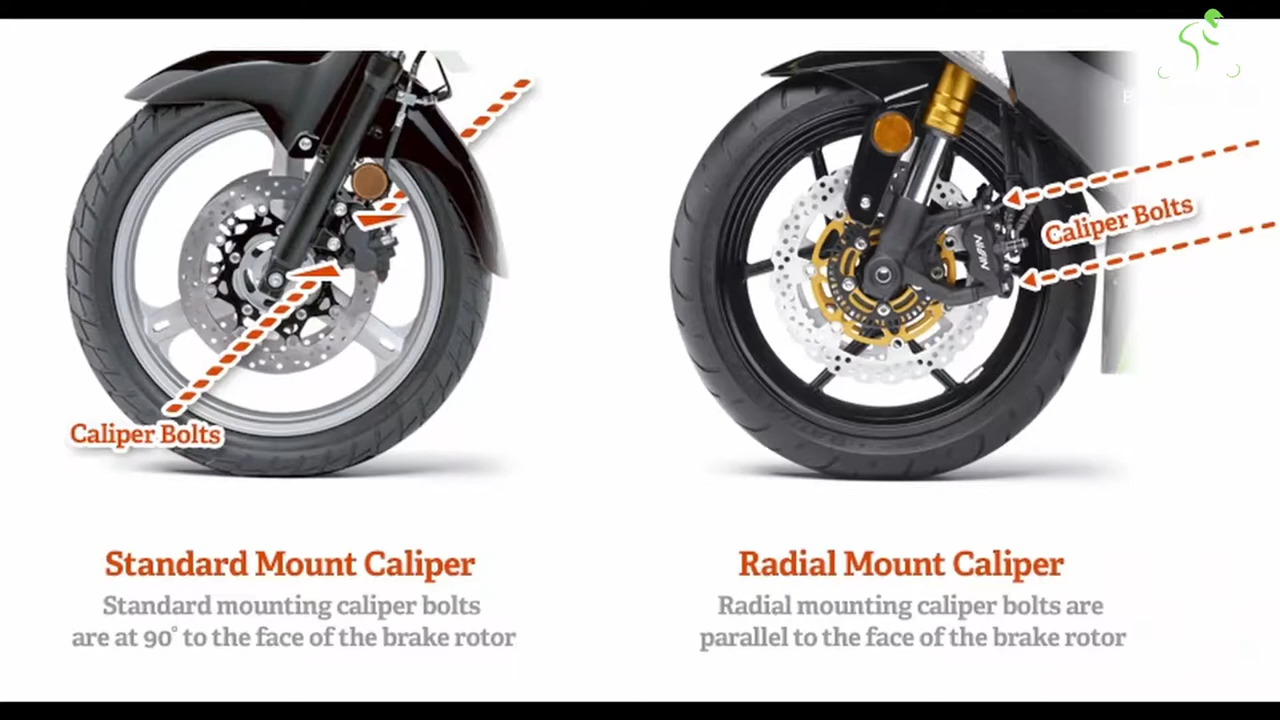 Caliper Bolts
Caliper Bolts
Standard Mount Caliper
Standard mounting caliper bolts
are at 90° to the face of the brake rotor
Radial Mount Caliper
Radial mounting caliper bolts are
parallel to the face of the brake rotor
NISSIN